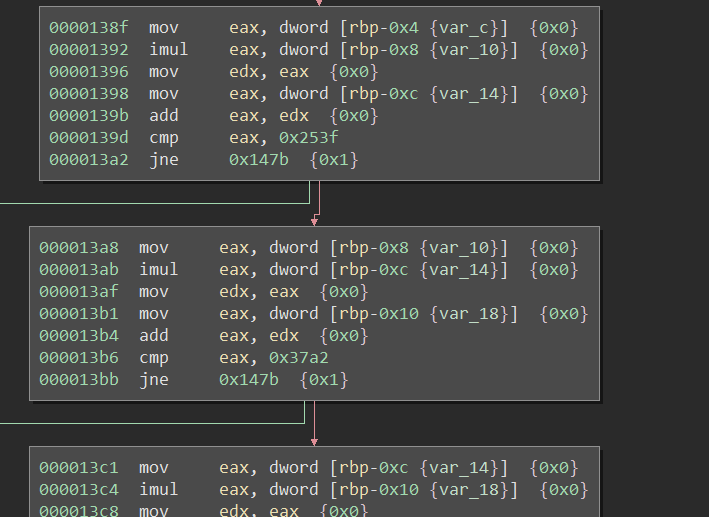 0000138f mov eax, dword [rbp-0x4 {var_c}] {0x0}
00001392 imul eax, dword [rbp-0x8 {var_10}] {0x0}
00001396 mov edx, eax {0x0}
00001398 mov eax, dword [rbp-0xc {var_14}] {0x0}
0000139b add eax, edx {0x0}
0000139d cmp eax, 0x253f
000013a2 jne 0x147b {0x1}
000013a8 mov eax, dword [rbp-0x8 {var_10}] {0x0}
000013ab imul eax, dword [rbp-0xc {var_14}] {0x0}
000013af mov edx, eax {0x0}
000013b1 mov eax, dword [rbp-0x10 {var_18}] {0x0}
000013b4 add eax, edx {0x0}
000013b6 cmp eax, 0x37a2
000013bb jne 0x147b {0x1}
000013c1 mov eax, dword [rbp-0xc {var_14}] {0x0}
000013c4 imul eax, dword [rbp-0x10 {var_18}] {0x0}
000013c8 mov edx, eax {0x0}